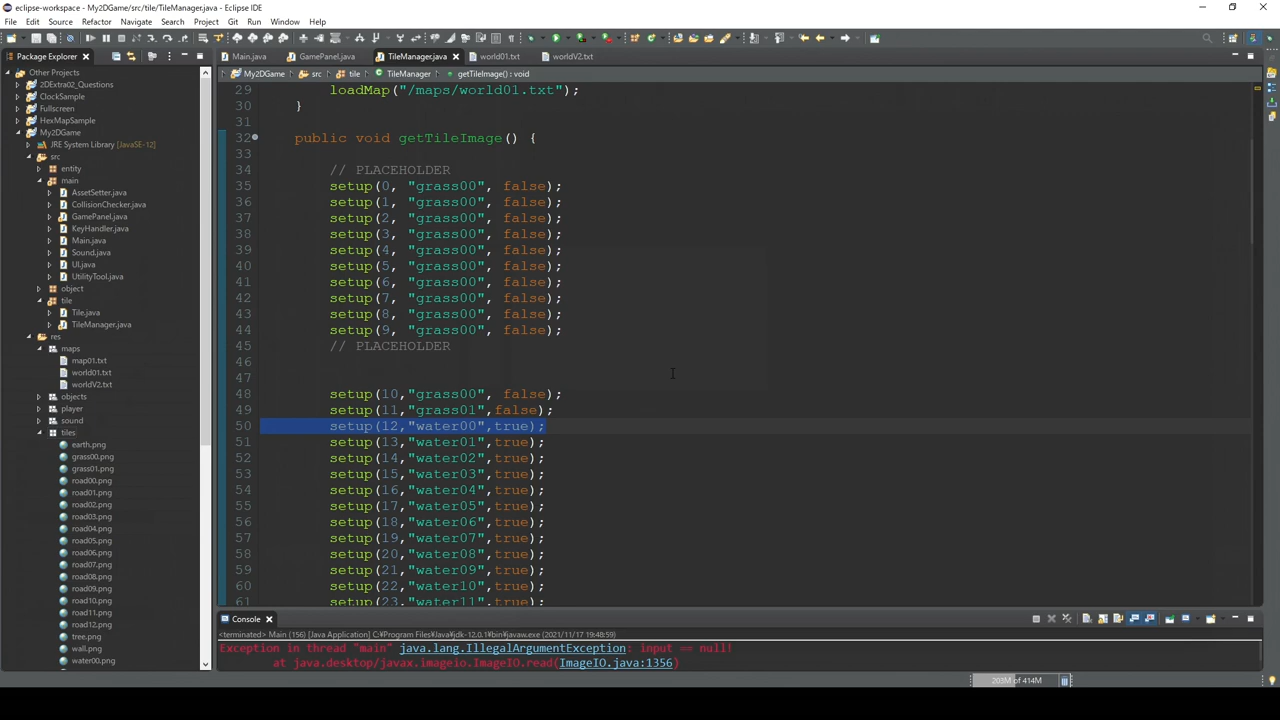 eclipse-workspace - My2DGame/src/tile/TileManager.java - Eclipse IDE
File Edit Source Refactor Navigate Search Project Git Run Window Help
Package Explorer
Main.java GamePanel.java TileManager.java world01.txt worldV2.txt
My2DGame src tile TileManager getTileImage() : void
Other Projects
2DExtra02_Questions
ClockSample
Fullscreen
HexMapSample
My2DGame
JRE System Library [JavaSE-12]
src
entity
main
AssetSetter.java
CollisionChecker.java
GamePanel.java
KeyHandler.java
Main.java
Sound.java
UI.java
UtilityTool.java
object
tile
Tile.java
TileManager.java
res
maps
map01.txt
world01.txt
worldV2.txt
objects
player
sound
tiles
earth.png
grass00.png
grass01.png
road00.png
road01.png
road02.png
road03.png
road04.png
road05.png
road06.png
road07.png
road08.png
road09.png
road10.png
road11.png
road12.png
tree.png
wall.png
water00.png
29 loadMap("/maps/world01.txt");
30 }
31
32 public void getTileImage() {
33
34 // PLACEHOLDER
35 setup(0, "grass00", false);
36 setup(1, "grass00", false);
37 setup(2, "grass00", false);
38 setup(3, "grass00", false);
39 setup(4, "grass00", false);
40 setup(5, "grass00", false);
41 setup(6, "grass00", false);
42 setup(7, "grass00", false);
43 setup(8, "grass00", false);
44 setup(9, "grass00", false);
45 // PLACEHOLDER
46
47
48 setup(10,"grass00", false);
49 setup(11,"grass01",false);
50 setup(12,"water00",true);
51 setup(13,"water01",true);
52 setup(14,"water02",true);
53 setup(15,"water03",true);
54 setup(16,"water04",true);
55 setup(17,"water05",true);
56 setup(18,"water06",true);
57 setup(19,"water07",true);
58 setup(20,"water08",true);
59 setup(21,"water09",true);
60 setup(22,"water10",true);
61 setup(23,"water11",true);
Console
<terminated> Main (156) [Java Application] C:¥Program Files¥Java¥jdk-12.0.1¥bin¥javaw.exe (2021/11/17 19:48:59)
Exception in thread "main" java.lang.IllegalArgumentException: input == null!
at java.desktop/javax.imageio.ImageIO.read(ImageIO.java:1356)
203M of 414M